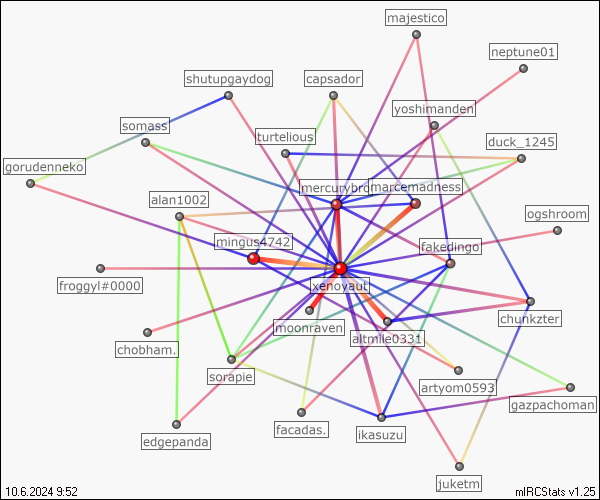 majestico
neptune01
shutupgaydog
capsador
yoshimanden
somass
turtelious
duck_1245
gorudenneko
mercurybro
marcemadness
alan1002
ogshroom
mingus4742
fakedingo
froggyl#0000
xenoyaut
chunkzter
moonraven
altmile0331
chobham.
sorapie
artyom0593
gazpachoman
facadas.
ikasuzu
edgepanda
juketm
10.6.2024 9:52
mIRCStats v1.25